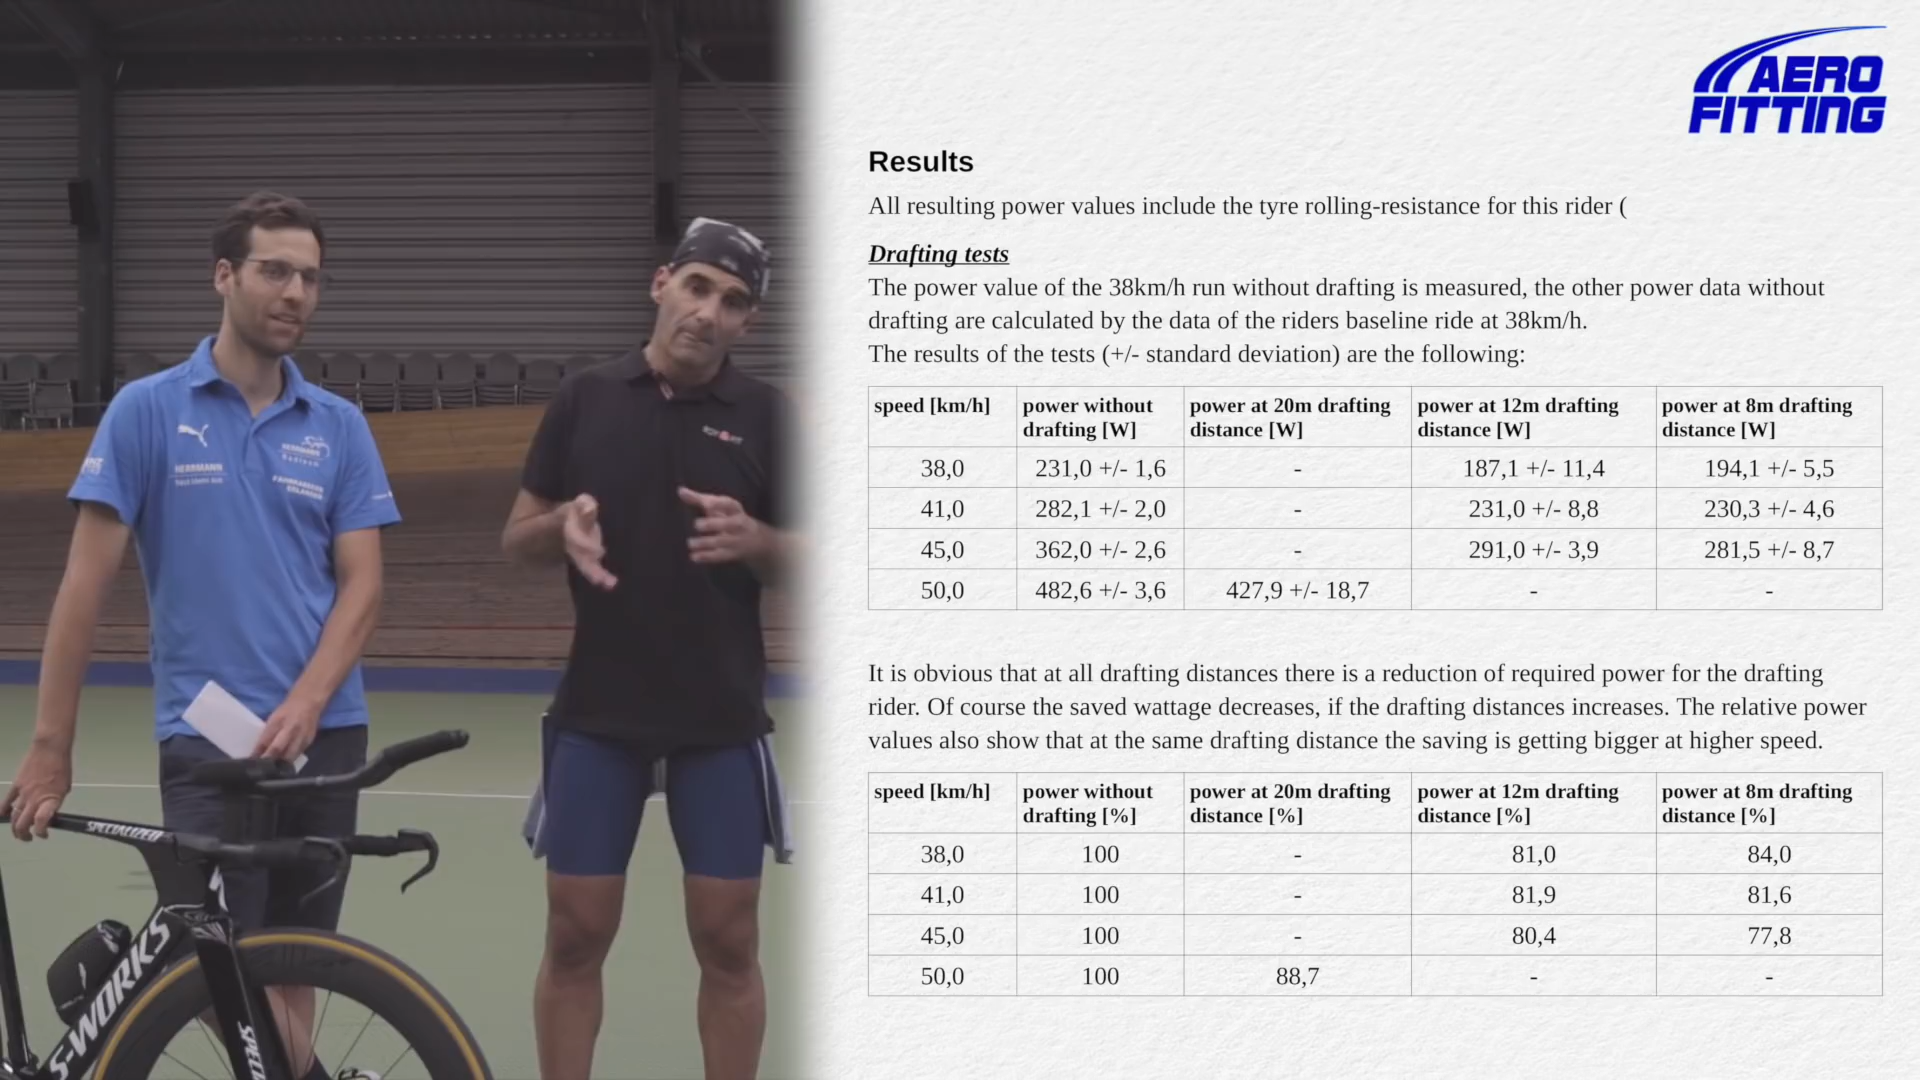 AERO
FITTING
Results
All resulting power values include the tyre rolling-resistance for this rider (
Drafting tests
The power value of the 38km/h run without drafting is measured, the other power data without
drafting are calculated by the data of the riders baseline ride at 38km/h.
The results of the tests (+/- standard deviation) are the following:
speed [km/h] power without drafting [W] power at 20m drafting distance [W] power at 12m drafting distance [W] power at 8m drafting distance [W]
38,0 231,0 +/- 1,6 - 187,1 +/- 11,4 194,1 +/- 5,5
41,0 282,1 +/- 2,0 - 231,0 +/- 8,8 230,3 +/- 4,6
45,0 362,0 +/- 2,6 - 291,0 +/- 3,9 281,5 +/- 8,7
50,0 482,6 +/- 3,6 427,9 +/- 18,7 - -
It is obvious that at all drafting distances there is a reduction of required power for the drafting
rider. Of course the saved wattage decreases, if the drafting distances increases. The relative power
values also show that at the same drafting distance the saving is getting bigger at higher speed.
speed [km/h] power without drafting [%] power at 20m drafting distance [%] power at 12m drafting distance [%] power at 8m drafting distance [%]
38,0 100 - 81,0 84,0
41,0 100 - 81,9 81,6
45,0 100 - 80,4 77,8
50,0 100 88,7 - -
HERRMANN
HERRMANN
Radteam
FAHRRADKISTE
ERLANGEN
SPECIALIZED
S-WORKS